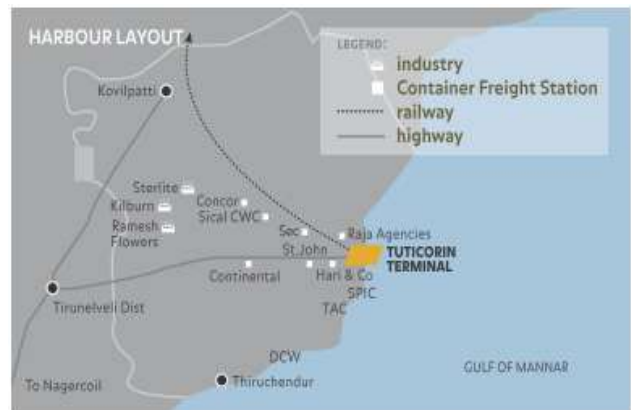 HARBOUR LAYOUT
LEGEND:
industry
Container Freight Station
railway
highway
Kovilpatti
Sterlite
Kilburn
Ramesh
Flowers
Concor
Sical CWC
Sec
Raja Agencies
St.John
TUTICORIN
TERMINAL
Continental
Hari & Co
SPIC
TAC
Tirunelveli Dist
DCW
GULF OF MANNAR
To Nagercoil
Thiruchendur